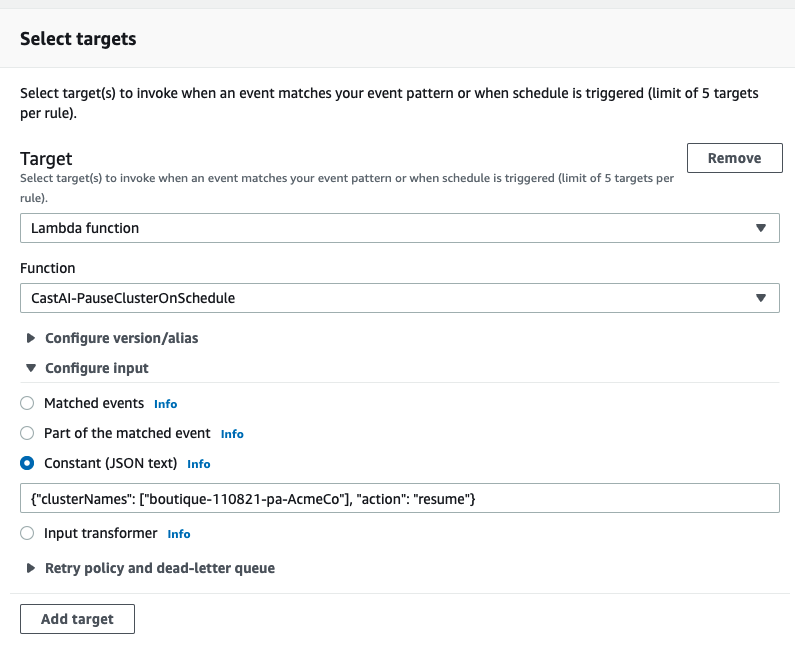 Select targets
Select target(s) to invoke when an event matches your event pattern or when schedule is triggered (limit of 5 targets
per rule).
Target
Remove
Select target(s) to invoke when an event matches your event pattern or when schedule is triggered (limit of 5 targets per
rule).
Lambda function
Function
CastAI-PauseClusterOnSchedule
Configure version/alias
Configure input
Matched events Info
Part of the matched event Info
Constant (JSON text) Info
{"clusterNames": ["boutique-110821-pa-AcmeCo"], "action": "resume"}
Input transformer Info
Retry policy and dead-letter queue
Add target